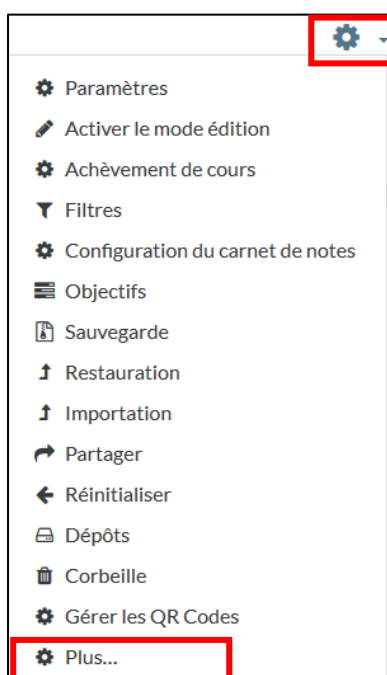 Paramètres
Activer le mode édition
Achèvement de cours
Filtres
Configuration du carnet de notes
Objectifs
Sauvegarde
Restauration
Importation
Partager
Réinitialiser
Dépôts
Corbeille
Gérer les QR Codes
Plus...